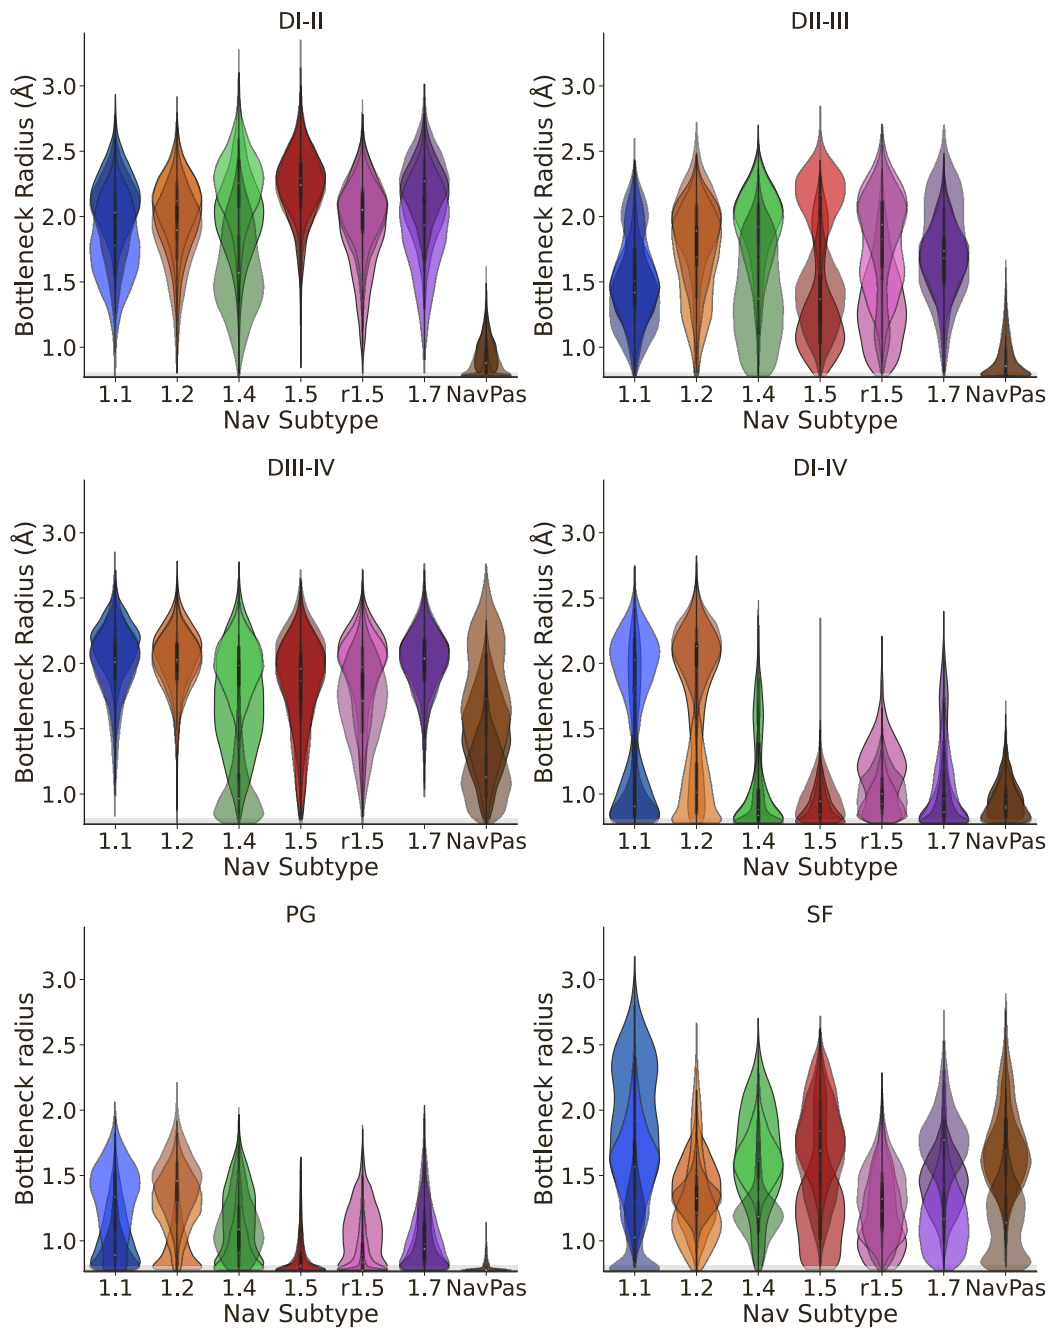 DI-II
Bottleneck Radius (Å)
3.0
2.5
2.0
1.5
1.0
1.1 1.2 1.4 1.5 r1.5 1.7 NavPas
Nav Subtype
DII-III
Bottleneck Radius (Å)
3.0
2.5
2.0
1.5
1.0
1.1 1.2 1.4 1.5 r1.5 1.7 NavPas
Nav Subtype
DIII-IV
Bottleneck Radius (Å)
3.0
2.5
2.0
1.5
1.0
1.1 1.2 1.4 1.5 r1.5 1.7 NavPas
Nav Subtype
DI-IV
Bottleneck Radius (Å)
3.0
2.5
2.0
1.5
1.0
1.1 1.2 1.4 1.5 r1.5 1.7 NavPas
Nav Subtype
PG
Bottleneck radius
3.0
2.5
2.0
1.5
1.0
1.1 1.2 1.4 1.5 r1.5 1.7 NavPas
Nav Subtype
SF
Bottleneck radius
3.0
2.5
2.0
1.5
1.0
1.1 1.2 1.4 1.5 r1.5 1.7 NavPas
Nav Subtype